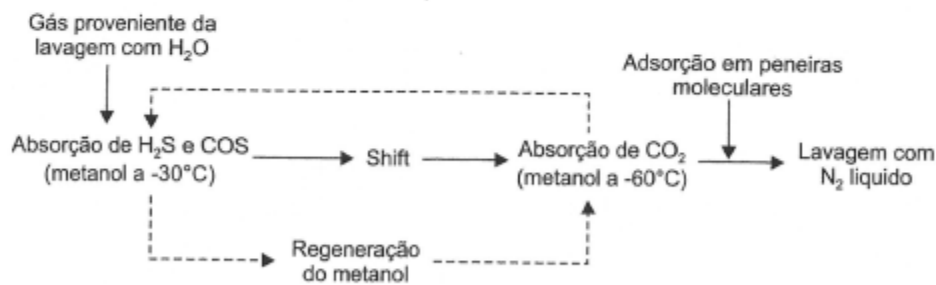 Gás proveniente da
lavagem com H₂O
Adsorção em peneiras
moleculares
Absorção de H₂S e COS
(metanol a -30°C)
Shift
Absorção de CO₂
(metanol a -60°C)
Lavagem com
N₂ liquido
Regeneração
do metanol